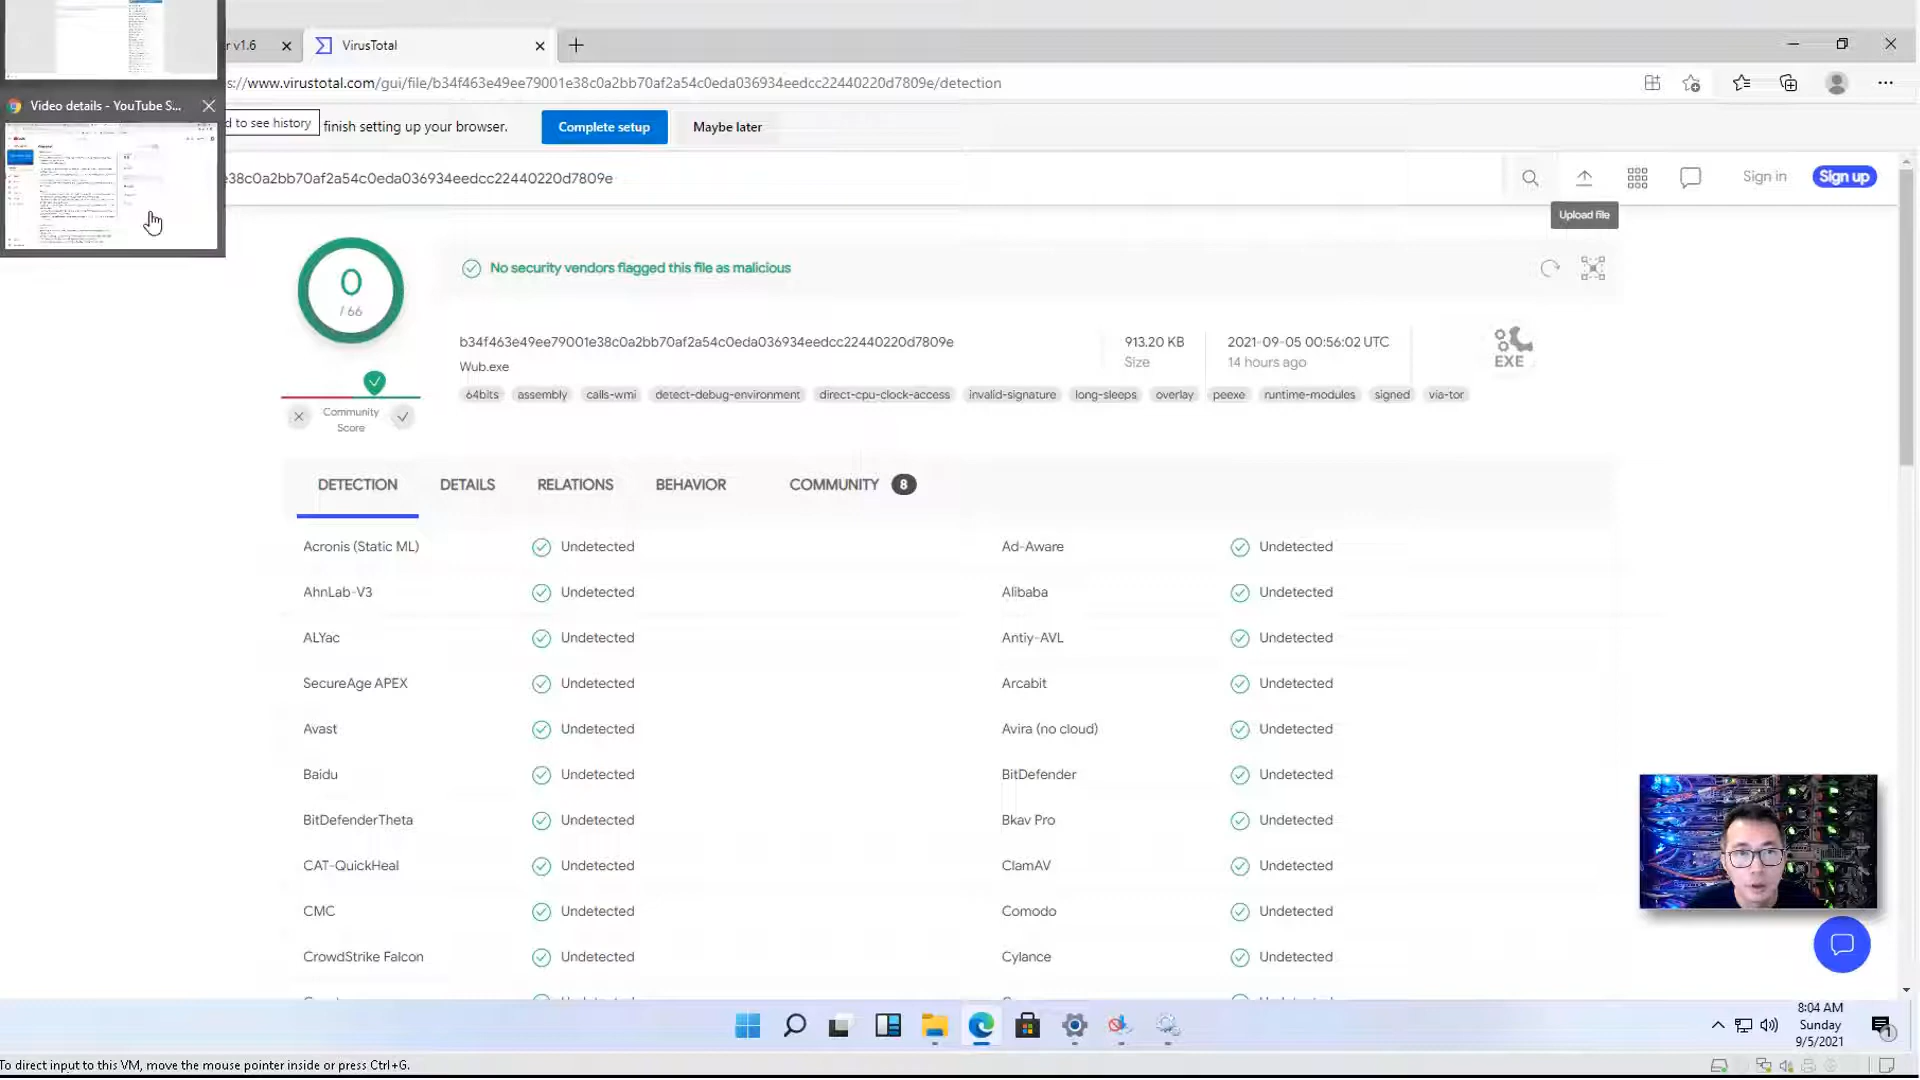 r v1.6
VirusTotal
Video details - YouTube S...
s://www.virustotal.com/gui/file/b34f463e49ee79001e38c0a2bb70af2a54c0eda036934eedcc22440220d7809e/detection
d to see history
finish setting up your browser.
Complete setup
Maybe later
e38c0a2bb70af2a54c0eda036934eedcc22440220d7809e
Sign in
Sign up
Upload file
0
/ 66
No security vendors flagged this file as malicious
b34f463e49ee79001e38c0a2bb70af2a54c0eda036934eedcc22440220d7809e
Wub.exe
913.20 KB
Size
2021-09-05 00:56:02 UTC
14 hours ago
EXE
64bits assembly calls-wmi detect-debug-environment direct-cpu-clock-access invalid-signature long-sleeps overlay peexe runtime-modules signed via-tor
Community
Score
DETECTION DETAILS RELATIONS BEHAVIOR COMMUNITY 8
Acronis (Static ML) Undetected Ad-Aware Undetected
AhnLab-V3 Undetected Alibaba Undetected
ALYac Undetected Antiy-AVL Undetected
SecureAge APEX Undetected Arcabit Undetected
Avast Undetected Avira (no cloud) Undetected
Baidu Undetected BitDefender Undetected
BitDefenderTheta Undetected Bkav Pro Undetected
CAT-QuickHeal Undetected ClamAV Undetected
CMC Undetected Comodo Undetected
CrowdStrike Falcon Undetected Cylance Undetected
8:04 AM
Sunday
9/5/2021
1
To direct input to this VM, move the mouse pointer inside or press Ctrl+G.